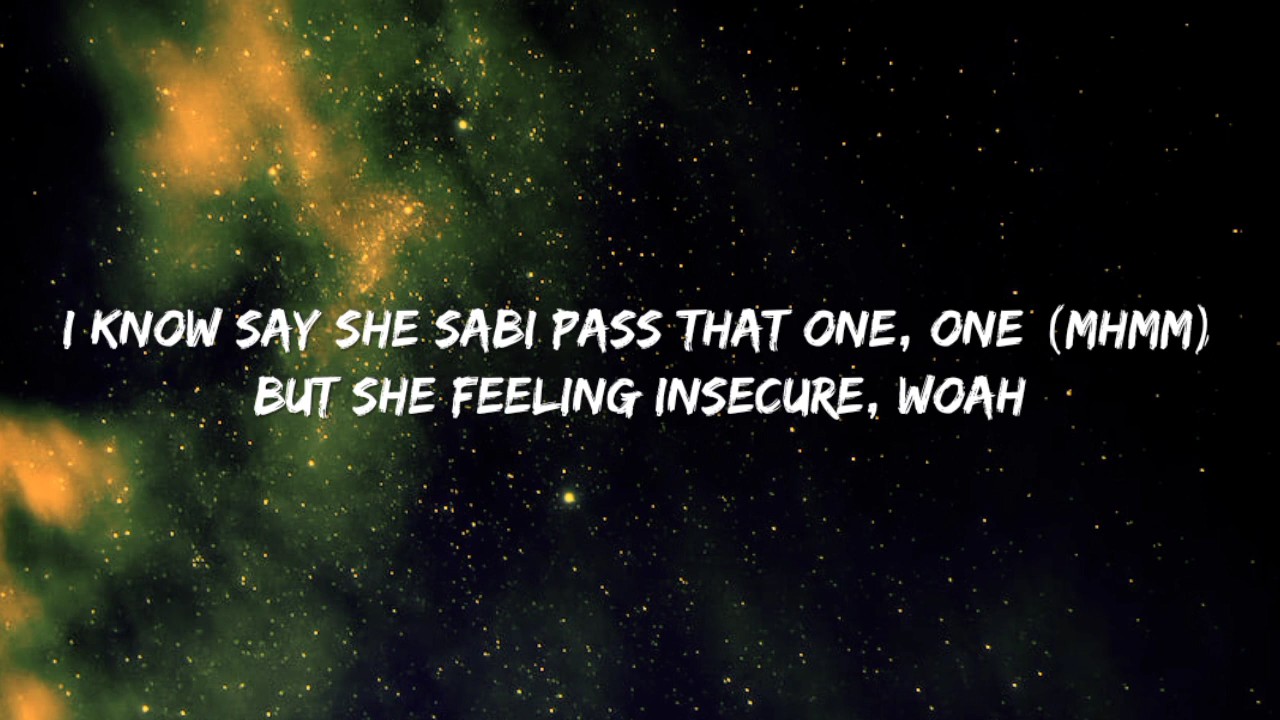 I KNOW SAY SHE SABI PASS THAT ONE, ONE (MHMM)
BUT SHE FEELING INSECURE, WOAH